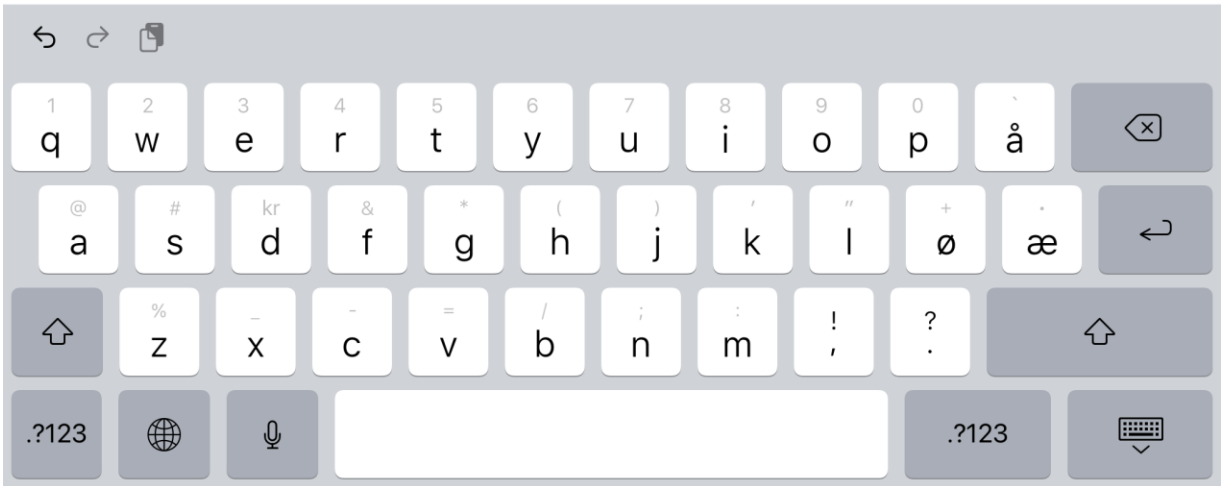 1 2 3 4 5 6 7 8 9 0 `
q w e r t y u i o p å
@ # kr & * ( ) ' " + •
a s d f g h j k l ø æ
% _ - = / ; : ! ?
z x c v b n m , .
.?123 .?123